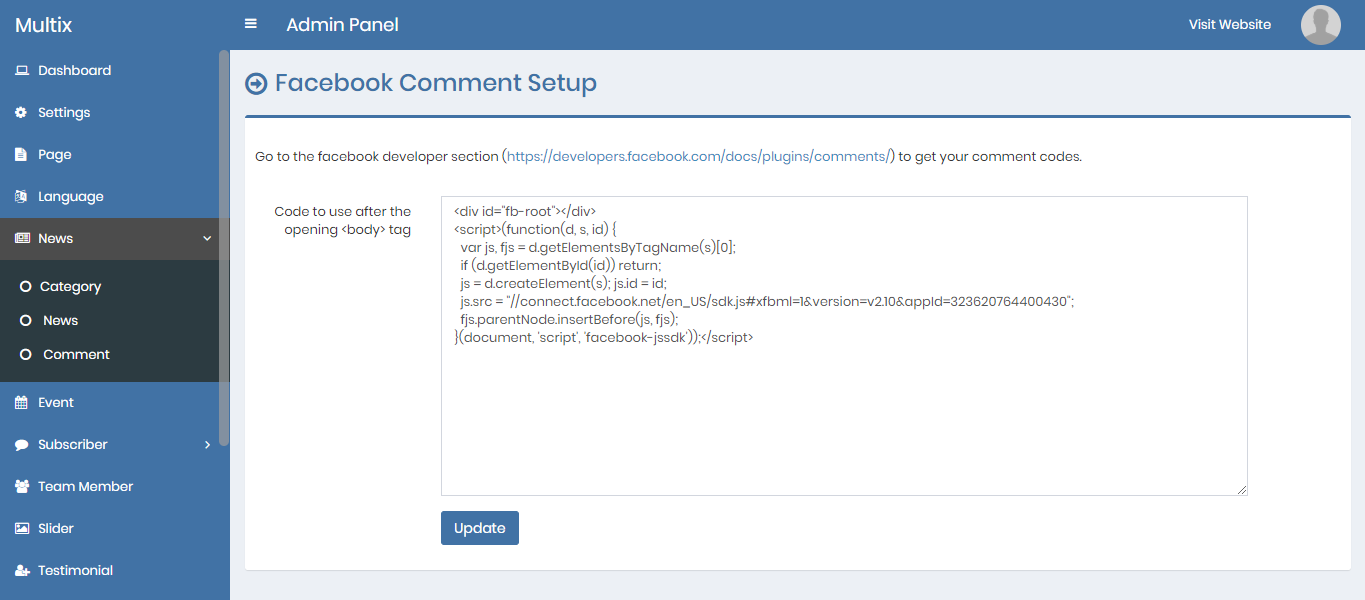 Multix
Admin Panel
Visit Website
Dashboard
Settings
Page
Language
News
Category
News
Comment
Event
Subscriber
Team Member
Slider
Testimonial
Facebook Comment Setup
Go to the facebook developer section (https://developers.facebook.com/docs/plugins/comments/) to get your comment codes.
Code to use after the
opening <body> tag
<div id="fb-root"></div>
<script>(function(d, s, id) {
  var js, fjs = d.getElementsByTagName(s)[0];
  if (d.getElementById(id)) return;
  js = d.createElement(s); js.id = id;
  js.src = "//connect.facebook.net/en_US/sdk.js#xfbml=1&version=v2.10&appId=323620764400430";
  fjs.parentNode.insertBefore(js, fjs);
}(document, 'script', 'facebook-jssdk'));</script>
Update